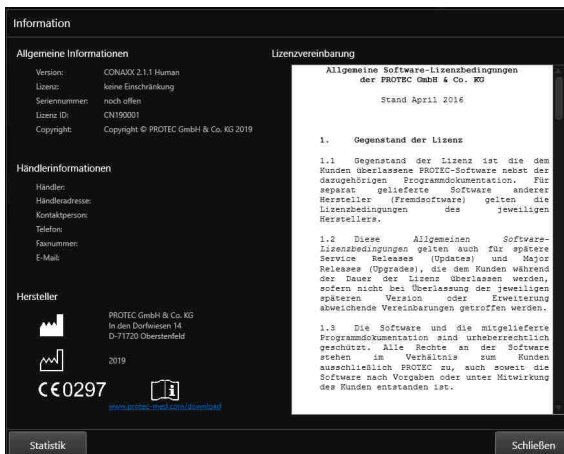 Information
Allgemeine Informationen
Version: CONAXX 2.1.1 Human
Lizenz: keine Einschränkung
Seriennummer: noch offen
Lizenz ID: CN190001
Copyright: Copyright © PROTEC GmbH & Co. KG 2019
Händlerinformationen
Händler:
Händleradresse:
Kontaktperson:
Telefon:
Faxnummer:
E-Mail:
Hersteller
PROTEC GmbH & Co. KG
In den Dorfwiesen 14
D-71720 Oberstenfeld
2019
CE0297
www.protec-med.com/download
Lizenzvereinbarung
Allgemeine Software-Lizenzbedingungen
der PROTEC GmbH & Co. KG
Stand April 2016
1. Gegenstand der Lizenz
1.1 Gegenstand der Lizenz ist die dem
Kunden überlassene PROTEC-Software nebst der
dazugehörigen Programmdokumentation. Für
separat gelieferte Software anderer
Hersteller (Fremdsoftware) gelten die
Lizenzbedingungen des jeweiligen
Herstellers.
1.2 Diese Allgemeinen Software-
Lizenzbedingungen gelten auch für spätere
Service Releases (Updates) und Major
Releases (Upgrades), die dem Kunden während
der Dauer der Lizenz überlassen werden,
sofern nicht bei Überlassung der jeweiligen
späteren Version oder Erweiterung
abweichende Vereinbarungen getroffen werden.
1.3 Die Software und die mitgelieferte
Programmdokumentation sind urheberrechtlich
geschützt. Alle Rechte an der Software
stehen im Verhältnis zum Kunden
ausschließlich PROTEC zu, auch soweit die
Software nach Vorgaben oder unter Mitwirkung
des Kunden entstanden ist.
Statistik
Schließen